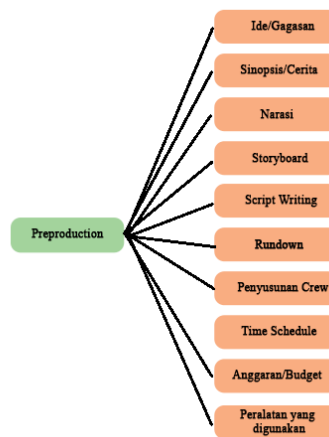 Ide/Gagasan
Sinopsis/Cerita
Narasi
Storyboard
Script Writing
Preproduction
Rundown
Penyusunan Crew
Time Schedule
Anggaran/Budget
Peralatan yang
digunakan